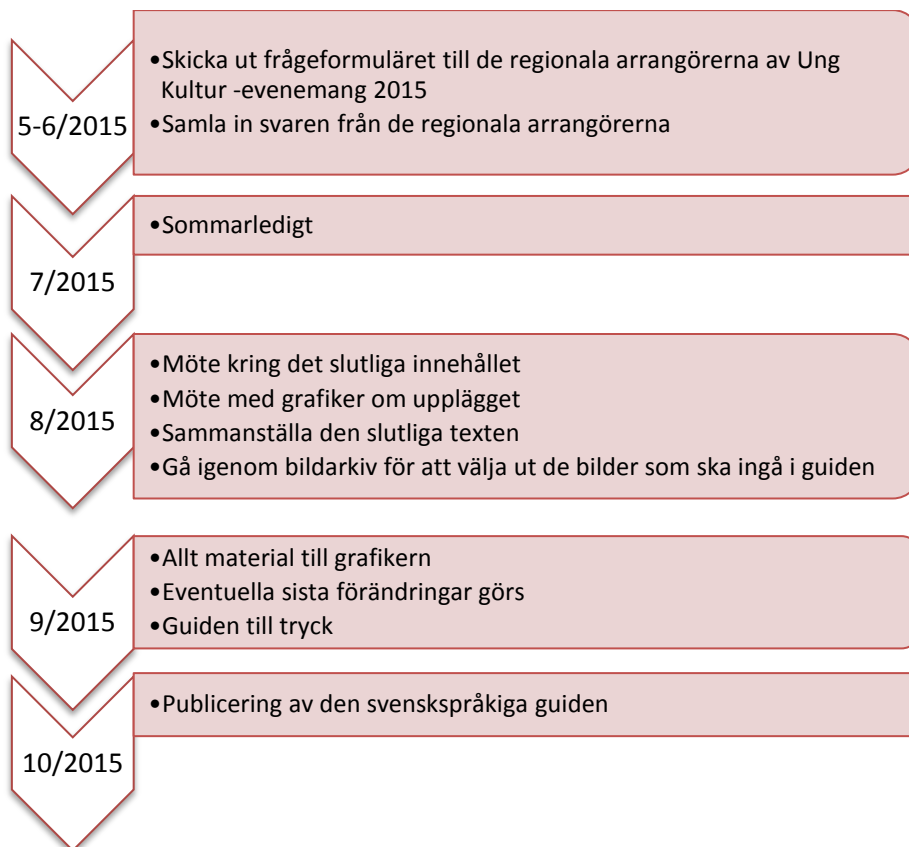 5-6/2015
•Skicka ut frågeformuläret till de regionala arrangörerna av Ung
Kultur -evenemang 2015
•Samla in svaren från de regionala arrangörerna
7/2015
•Sommarledigt
8/2015
•Möte kring det slutliga innehållet
•Möte med grafiker om upplägget
•Sammanställa den slutliga texten
•Gå igenom bildarkiv för att välja ut de bilder som ska ingå i guiden
9/2015
•Allt material till grafikern
•Eventuella sista förändringar görs
•Guiden till tryck
10/2015
•Publicering av den svenskspråkiga guiden